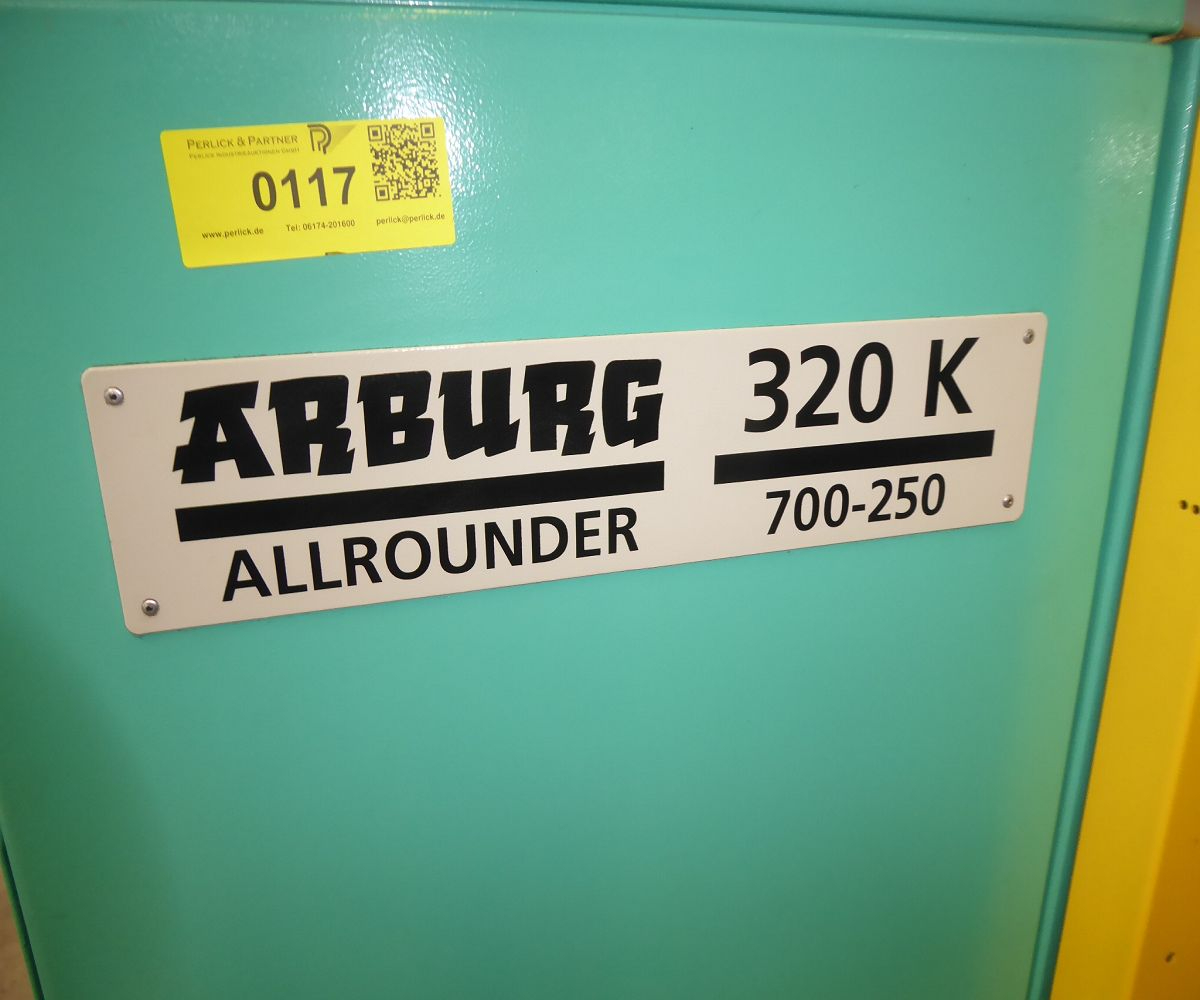 PERLICK & PARTNER
PERLICK INDUSTRIEAUKTIONEN GMBH
0117
www.perlick.de Tel: 06174-201600 perlick@perlick.de
ARBURG 320 K
ALLROUNDER 700-250